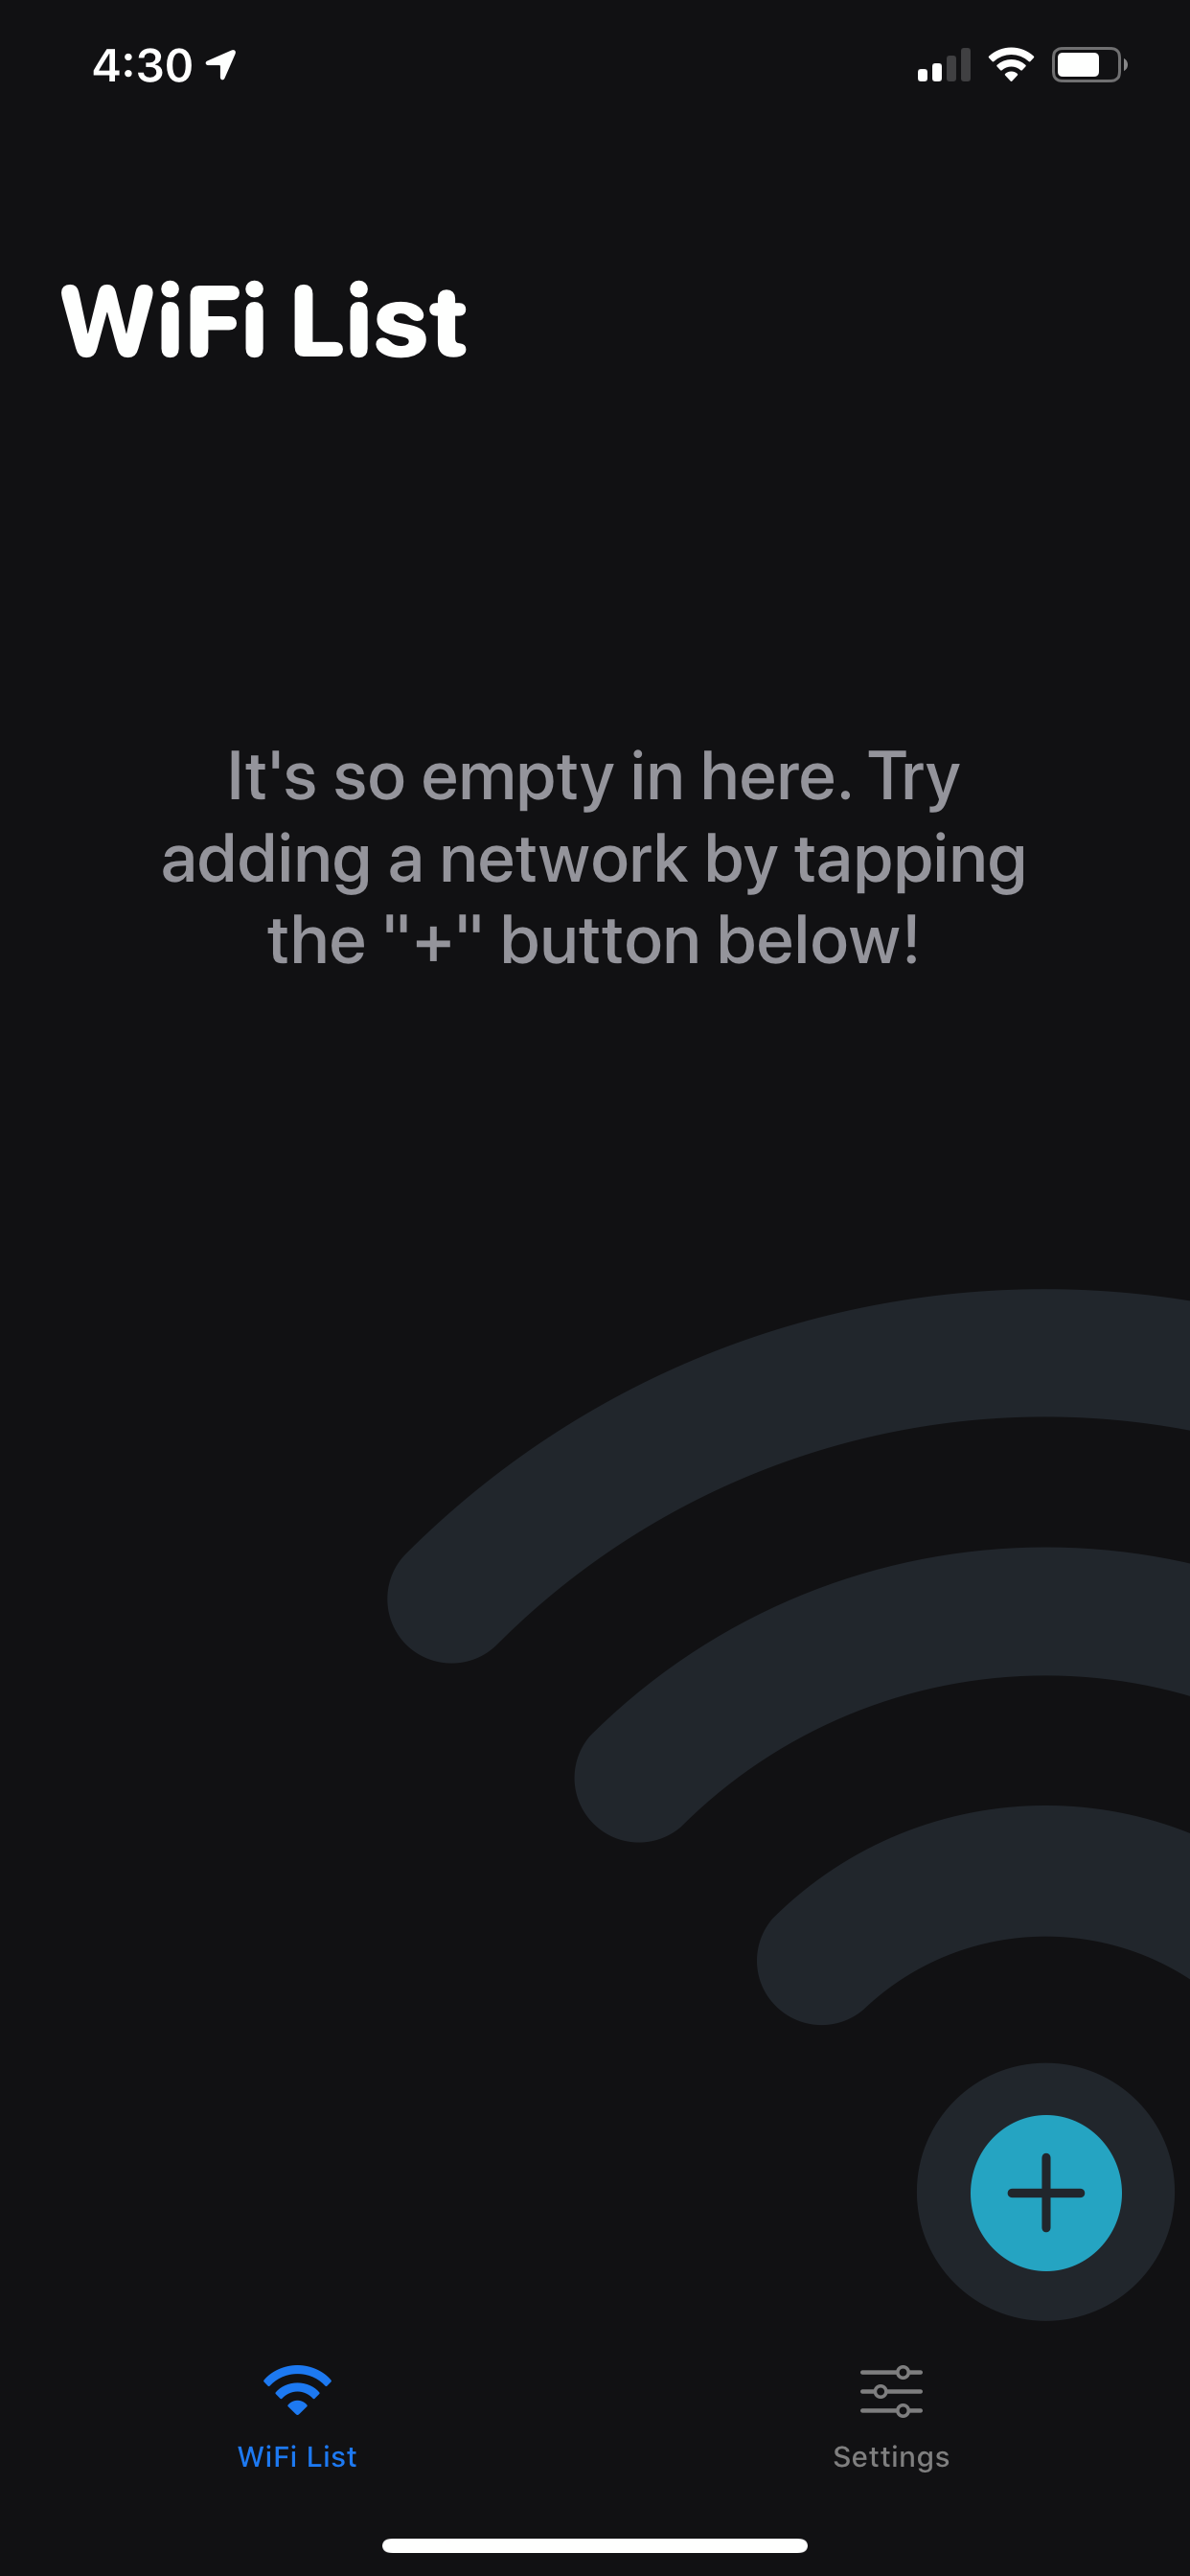 4:30
WiFi List
It's so empty in here. Try
adding a network by tapping
the "+" button below!
WiFi List
Settings